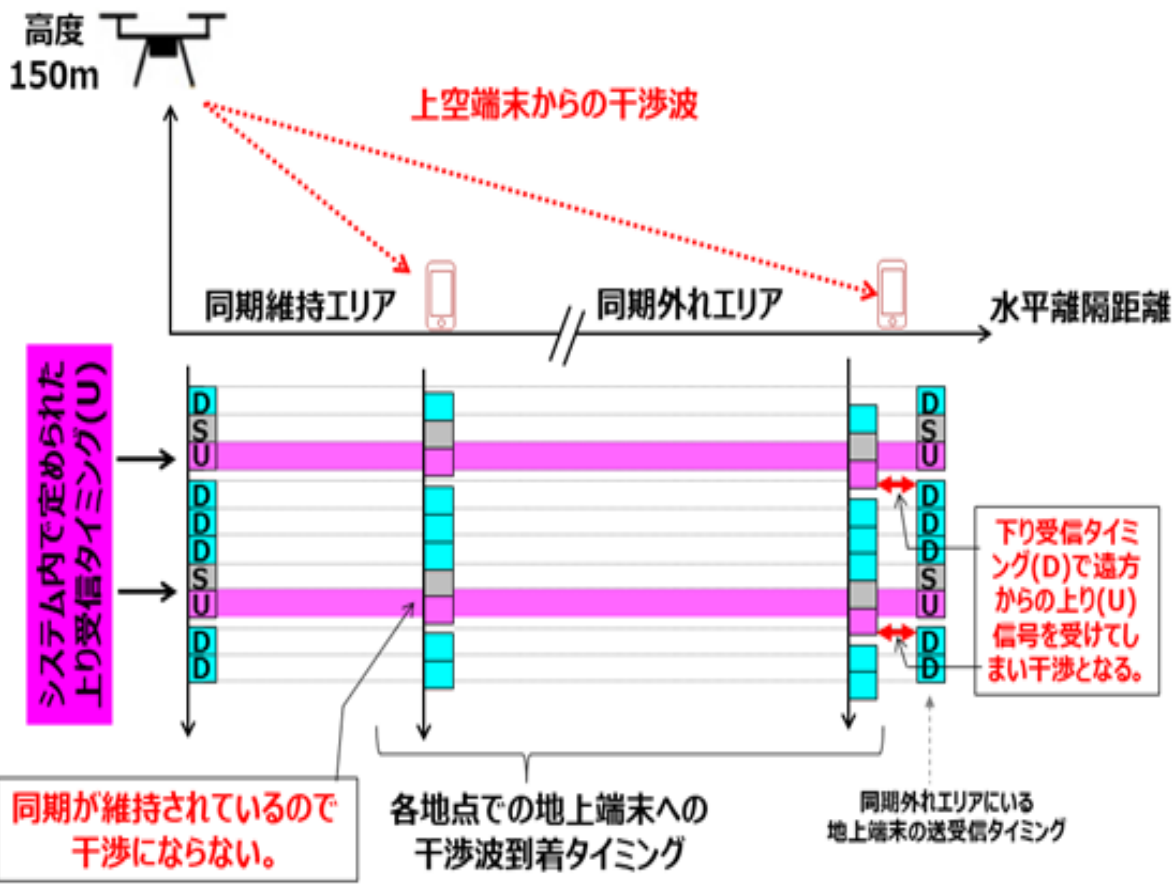 高度
150m
上空端末からの干渉波
同期維持エリア
同期外れエリア
水平離隔距離
システム内で定められた
上り受信タイミング(U)
D
S
U
D
D
D
S
U
D
D
D
S
U
D
D
D
S
U
D
D
下り受信タイミ
ング(D)で遠方
からの上り(U)
信号を受けてし
まい干渉となる。
同期が維持されているので
干渉にならない。
各地点での地上端末への
干渉波到着タイミング
同期外れエリアにいる
地上端末の送受信タイミング